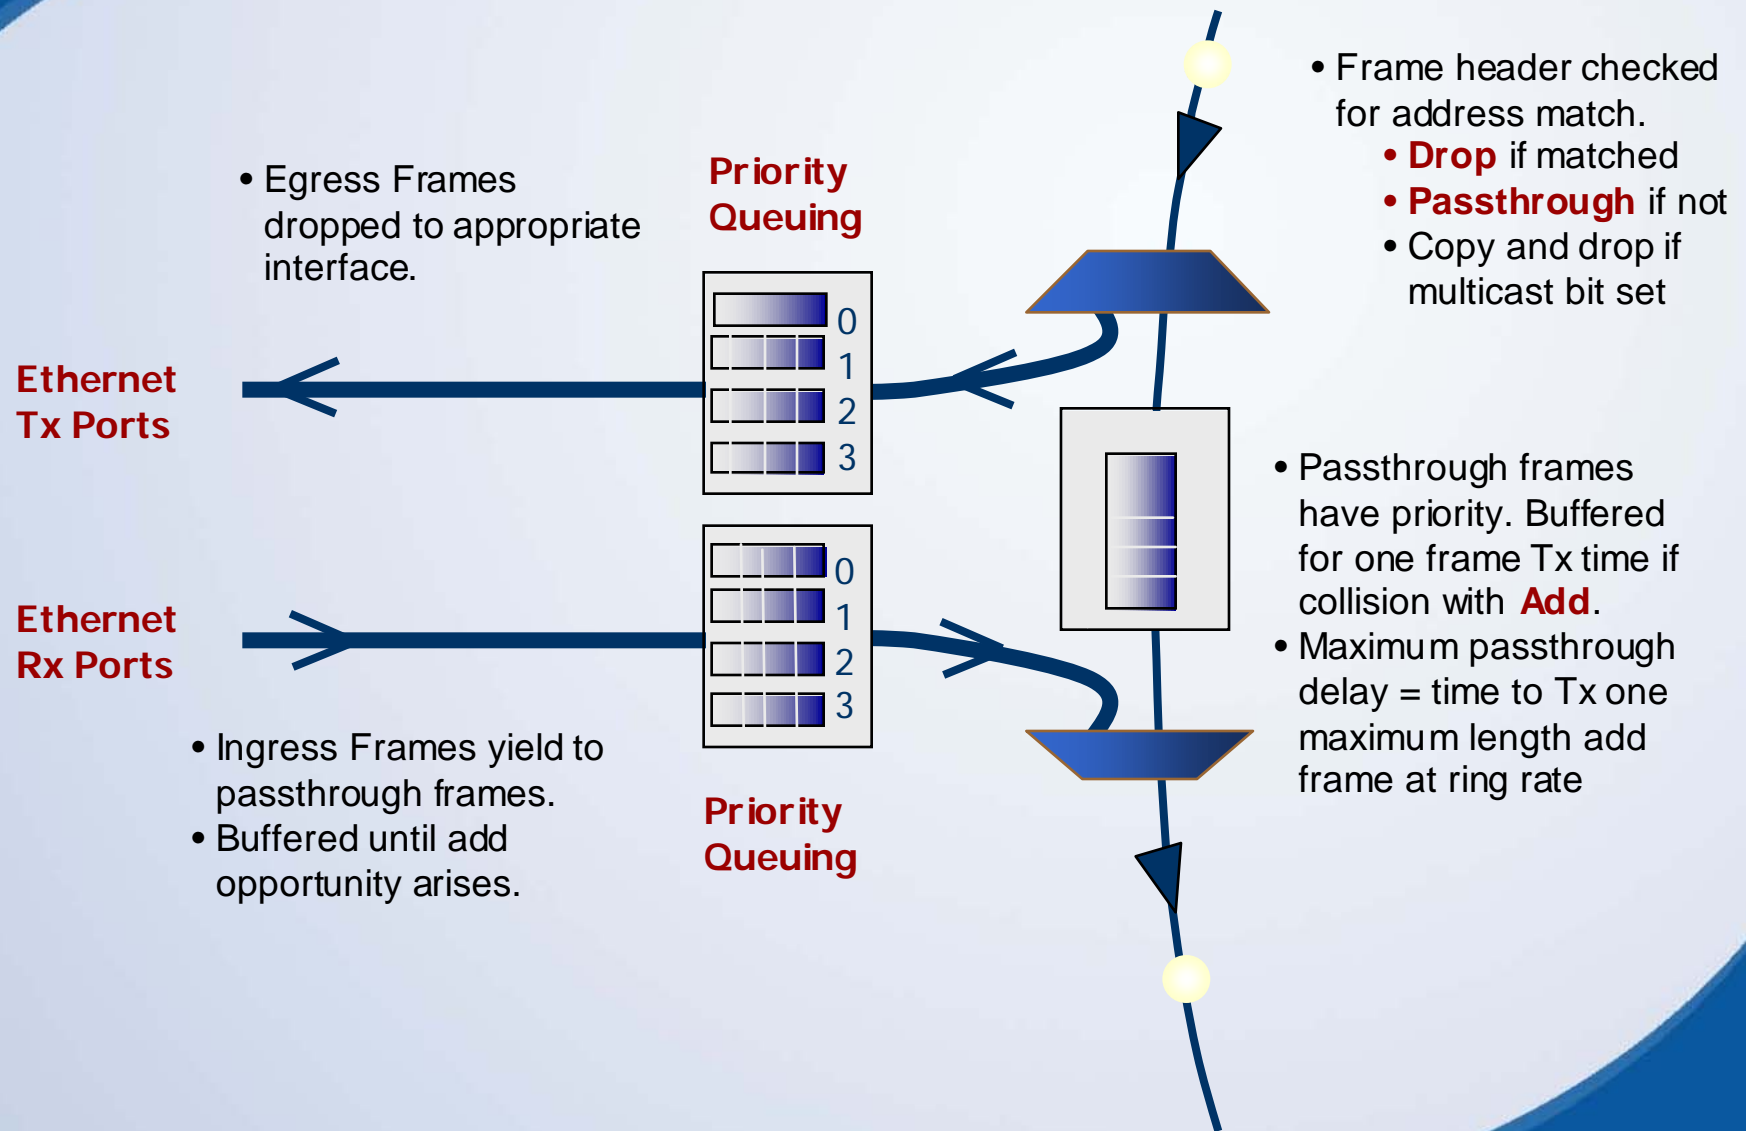 • Frame header checked
for address match.
• Drop if matched
• Passthrough if not
• Copy and drop if
multicast bit set
• Egress Frames
dropped to appropriate
interface.
Priority
Queuing
0
1
2
3
Ethernet
Tx Ports
• Passthrough frames
have priority. Buffered
for one frame Tx time if
collision with Add.
• Maximum passthrough
delay = time to Tx one
maximum length add
frame at ring rate
0
1
2
3
Ethernet
Rx Ports
• Ingress Frames yield to
passthrough frames.
• Buffered until add
opportunity arises.
Priority
Queuing